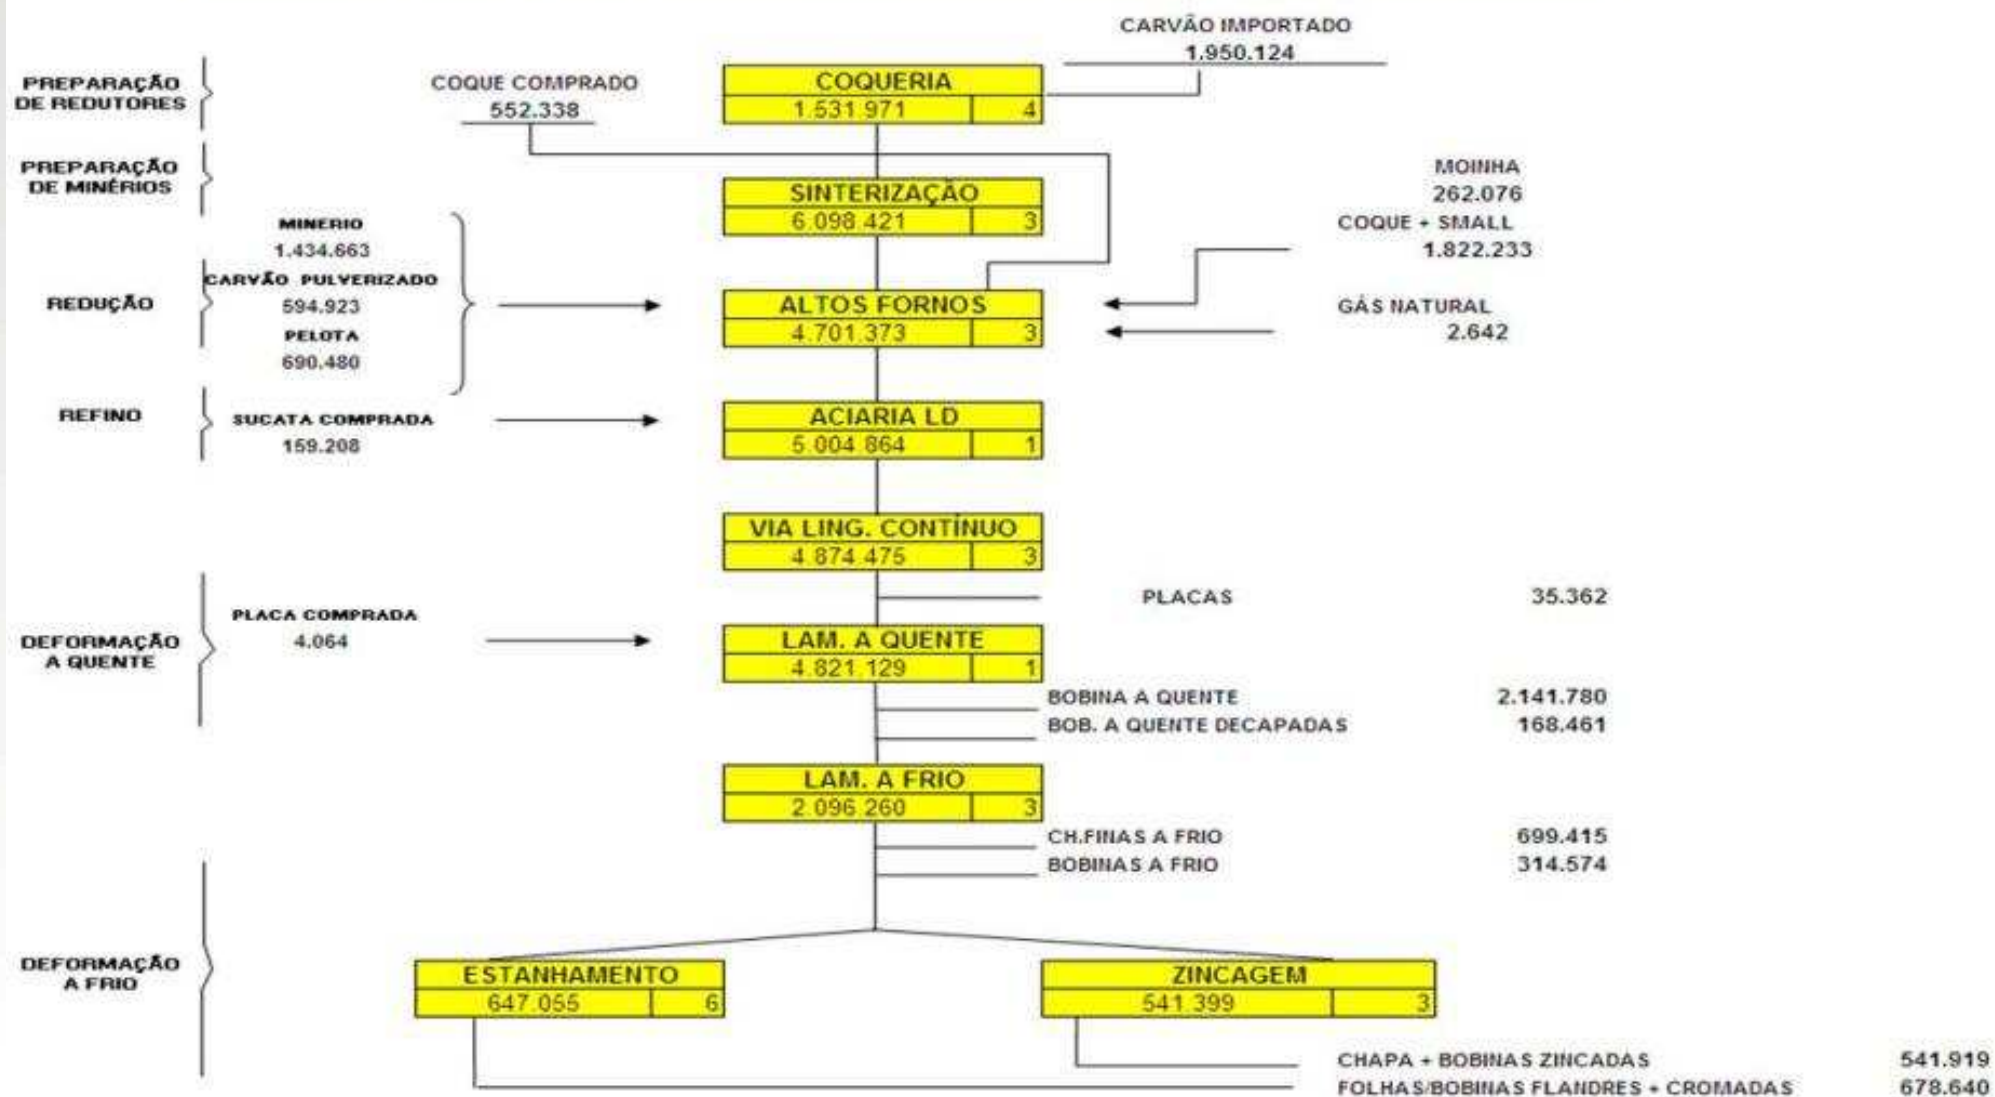 CARVÃO IMPORTADO
1.950.124
PREPARAÇÃO
DE REDUTORES
COQUE COMPRADO
552.338
COQUERIA
1.531.971 4
PREPARAÇÃO
DE MINÉRIOS
SINTERIZAÇÃO
6.098.421 3
MOINHA
262.076
COQUE + SMALL
1.822.233
MINERIO
1.434.663
CARVÃO PULVERIZADO
594.923
PELOTA
690.480
REDUÇÃO
ALTOS FORNOS
4.701.373 3
GÁS NATURAL
2.642
REFINO
SUCATA COMPRADA
159.208
ACIARIA LD
5.004.864 1
VIA LING. CONTÍNUO
4.874.475 3
PLACAS 35.362
DEFORMAÇÃO
A QUENTE
PLACA COMPRADA
4.064
LAM. A QUENTE
4.821.129 1
BOBINA A QUENTE 2.141.780
BOB. A QUENTE DECAPADAS 168.461
LAM. A FRIO
2.096.260 3
CH.FINAS A FRIO 699.415
BOBINAS A FRIO 314.574
DEFORMAÇÃO
A FRIO
ESTANHAMENTO
647.055 6
ZINCAGEM
541.399 3
CHAPA + BOBINAS ZINCADAS 541.919
FOLHAS/BOBINAS FLANDRES + CROMADAS 678.640